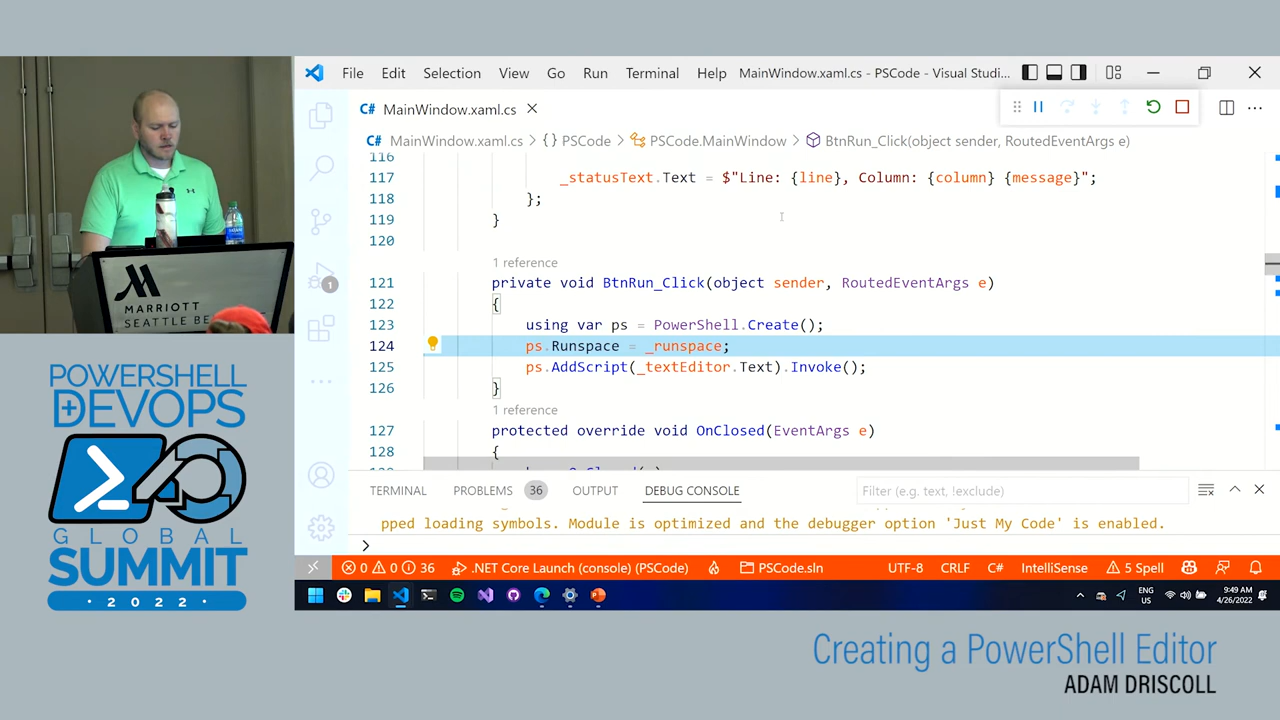 File Edit Selection View Go Run Terminal Help MainWindow.xaml.cs - PSCode - Visual Studi...
C# MainWindow.xaml.cs
C# MainWindow.xaml.cs > {} PSCode > PSCode.MainWindow > BtnRun_Click(object sender, RoutedEventArgs e)
116
117 _statusText.Text = $"Line: {line}, Column: {column} {message}";
118 };
119 }
120
1 reference
121 private void BtnRun_Click(object sender, RoutedEventArgs e)
122 {
123 using var ps = PowerShell.Create();
124 ps.Runspace = _runspace;
125 ps.AddScript(_textEditor.Text).Invoke();
126 }
1 reference
127 protected override void OnClosed(EventArgs e)
128 {
1
TERMINAL PROBLEMS 36 OUTPUT DEBUG CONSOLE Filter (e.g. text, !exclude)
pped loading symbols. Module is optimized and the debugger option 'Just My Code' is enabled.
>
0 0 36 .NET Core Launch (console) (PSCode) PSCode.sln UTF-8 CRLF C# IntelliSense 5 Spell
ENG
US
9:49 AM
4/26/2022
MARRIOTT
POWERSHELL
+DEVOPS
GLOBAL
SUMMIT
· 2022 ·
Creating a PowerShell Editor
ADAM DRISCOLL